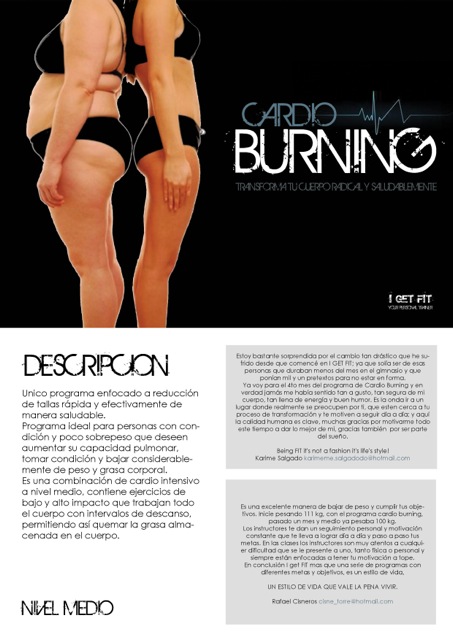 CARDIO
BURNING
TRANSFORMA TU CUERPO RADICAL Y SALUDABLEMENTE
I GET FIT
YOUR PERSONAL TRAINER
DESCRIPCION
Unico programa enfocado a reducción
de tallas rápida y efectivamente de
manera saludable.
Programa ideal para personas con con-
dición y poco sobrepeso que deseen
aumentar su capacidad pulmonar,
tomar condición y bajar considerable-
mente de peso y grasa corporal.
Es una combinación de cardio intensivo
a nivel medio, contiene ejercicios de
bajo y alto impacto que trabajan todo
el cuerpo con intervalos de descanso,
permitiendo así quemar la grasa alma-
cenada en el cuerpo.
NIVEL MEDIO
Estoy bastante sorprendida por el cambio tan drástico que he su-
frido desde que comencé en I GET FIT; ya que solía ser de esas
personas que duraban menos del mes en el gimnasio y que
ponían mil y un pretextos para no estar en forma.
Ya voy para el 4to mes del programa de Cardio Burning y en
verdad jamás me había sentido tan a gusto, tan segura de mi
cuerpo, tan llena de energía y buen humor. Es la onda ir a un
lugar donde realmente se preocupen por ti, que esten cerca a tu
proceso de transformación y te motiven a seguir día a día; y aquí
la calidad humana es clave, muchas gracias por motivarme todo
este tiempo a dar lo mejor de mi, gracias también por ser parte
del sueño.
Being FIT it's not a fashion it's life's style!
Karime Salgado karimeme.salgadodo@hotmail.com
Es una excelente manera de bajar de peso y cumplir tus obje-
tivos. Inicie pesando 111 kg, con el programa cardio burning,
pasado un mes y medio ya pesaba 100 kg.
Los instructores te dan un seguimiento personal y motivación
constante que te lleva a lograr día a día y paso a paso tus
metas. En las clases los instructores son muy atentos a cualqui-
er dificultad que se le presente a uno, tanto física o personal y
siempre están enfocadas a tener tu motivación a tope.
En conclusión I get FIT mas que una serie de programas con
diferentes metas y objetivos, es un estilo de vida.
UN ESTILO DE VIDA QUE VALE LA PENA VIVIR.
Rafael Cisneros cisne_torre@hotmail.com